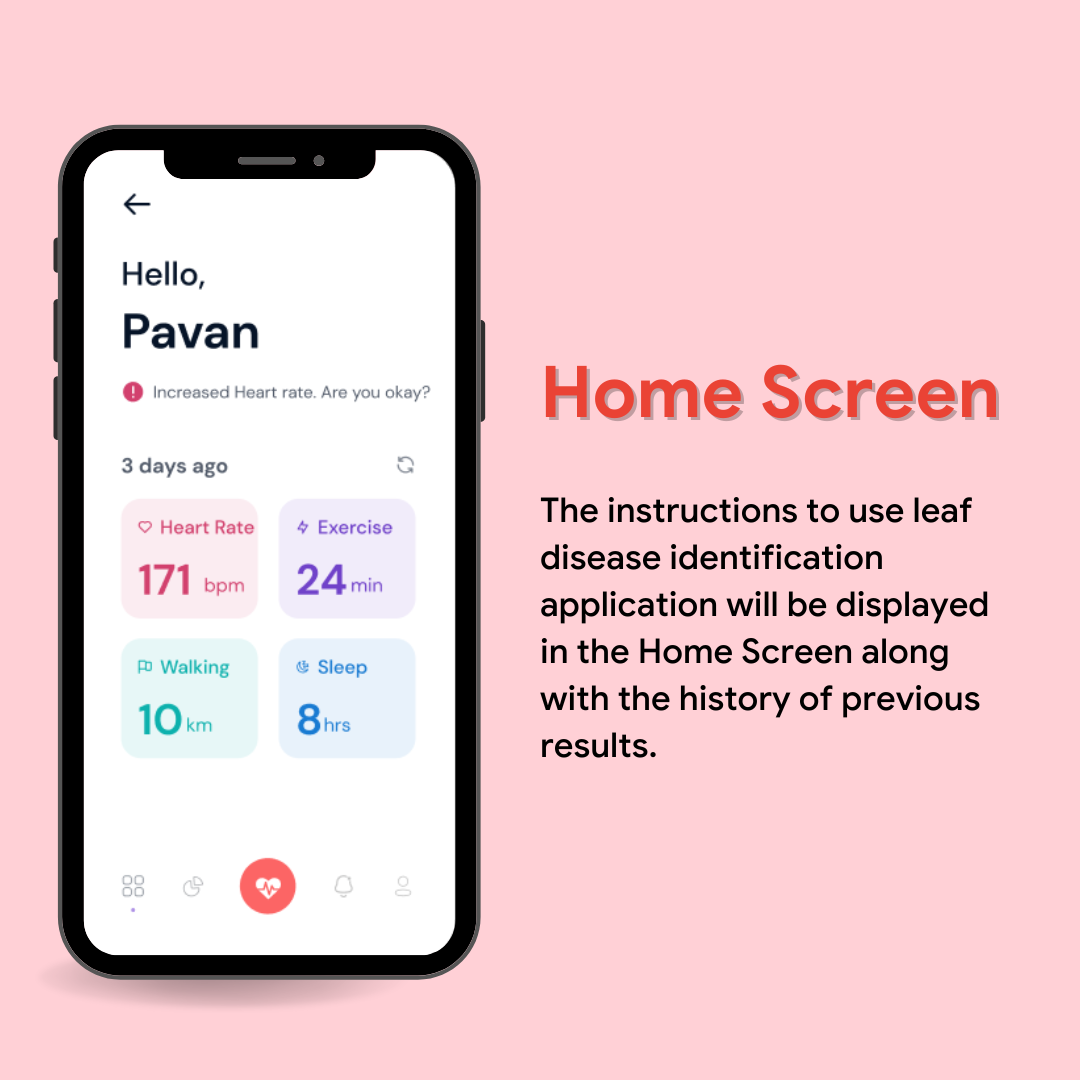 Hello,
Pavan
Increased Heart rate. Are you okay?
3 days ago
Heart Rate
171 bpm
Exercise
24 min
Walking
10 km
Sleep
8 hrs
Home Screen
The instructions to use leaf
disease identification
application will be displayed
in the Home Screen along
with the history of previous
results.